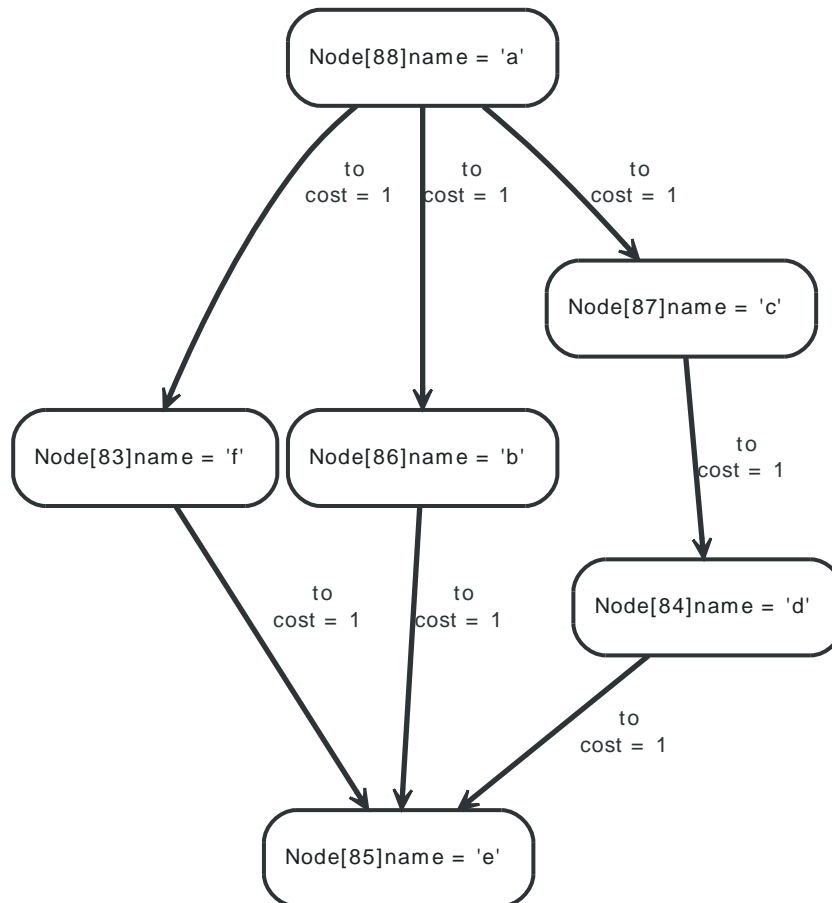 Node[88]name = 'a'
to
cost = 1
to
cost = 1
to
cost = 1
Node[87]name = 'c'
Node[83]name = 'f'
Node[86]name = 'b'
to
cost = 1
to
cost = 1
to
cost = 1
Node[84]name = 'd'
to
cost = 1
Node[85]name = 'e'